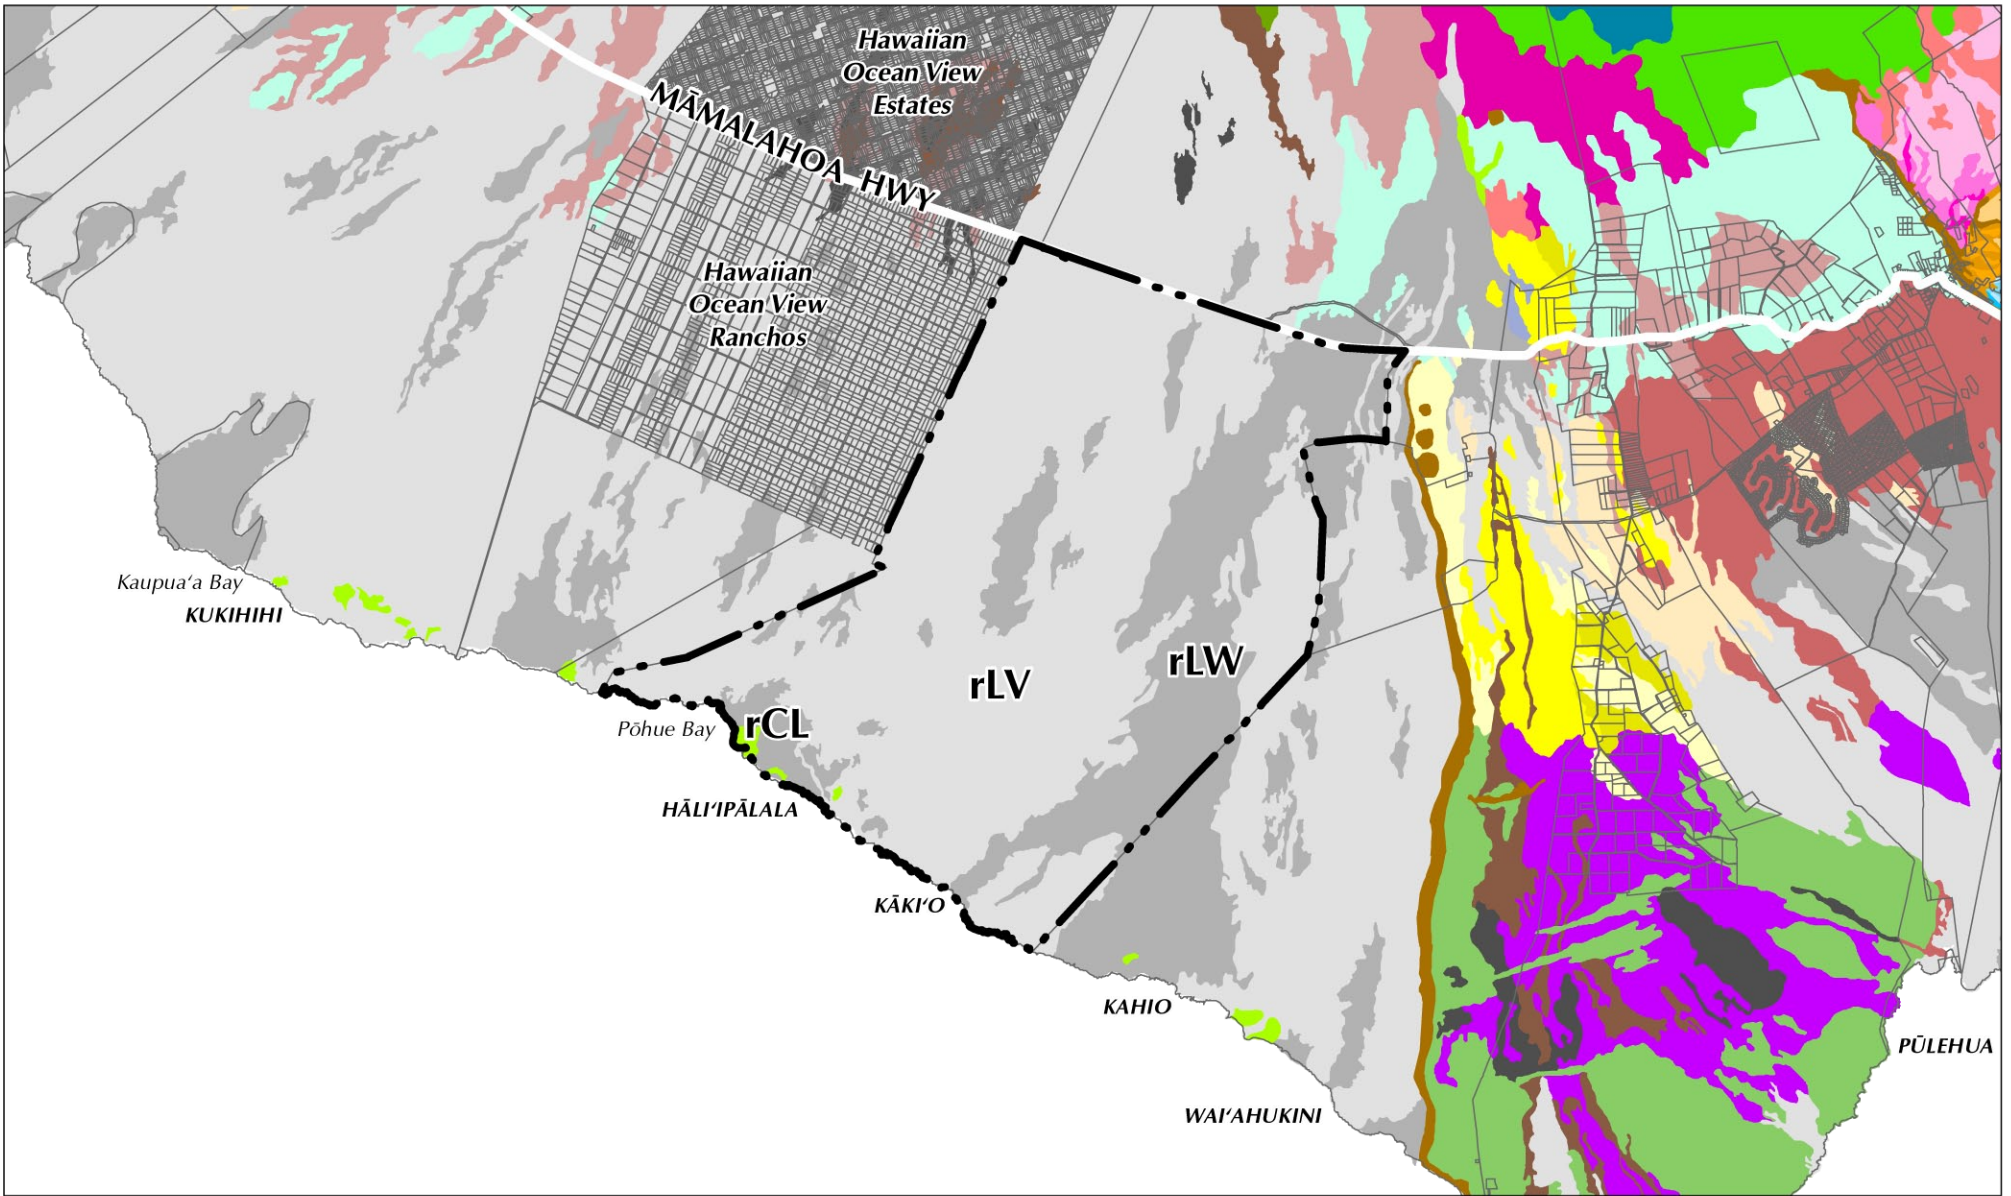 Hawaiian
Ocean View
Estates
MĀMALAHOA HWY
Hawaiian
Ocean View
Ranchos
Kaupuaʻa Bay
KUKIHIHI
rLV
rLW
rCL
Pōhue Bay
HĀLIʻIPĀLALA
KĀKIʻO
KAHIO
WAIʻAHUKINI
PŪLEHUA